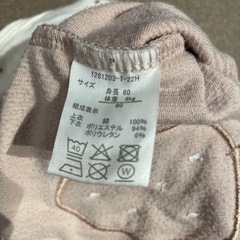 1261203-1-22H
サイズ
身長 60
体重 6kg
60
組成表示
上衣 綿 100%
下衣 ポリエステル 94%
ポリウレタン 6%
40